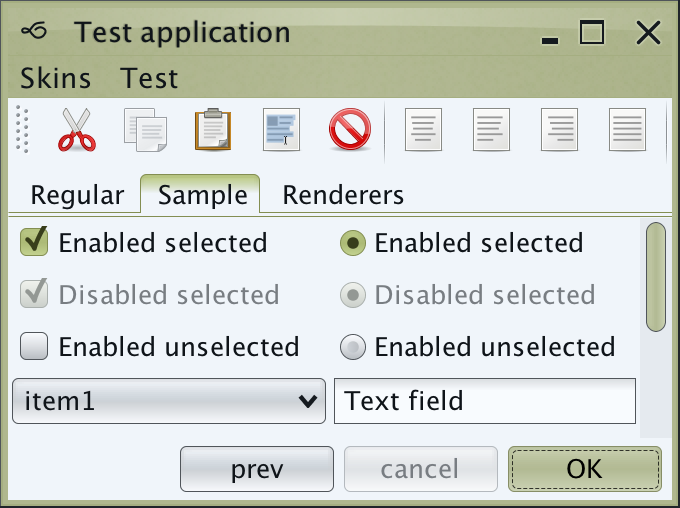 Test application
Skins Test
Regular Sample Renderers
Enabled selected Enabled selected
Disabled selected Disabled selected
Enabled unselected Enabled unselected
item1 Text field
prev cancel OK